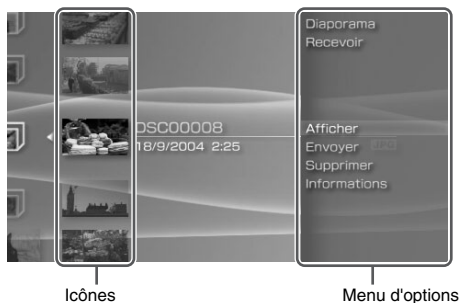 Diaporama
Recevoir
DSC00008
18/9/2004 2:25
Afficher
Envoyer
Supprimer
Informations
Icônes
Menu d'options